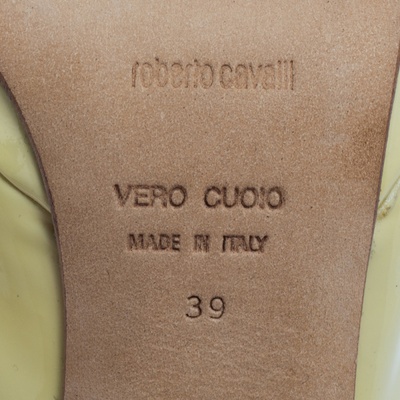 roberto cavalli
VERO CUOIO
MADE IN ITALY
39